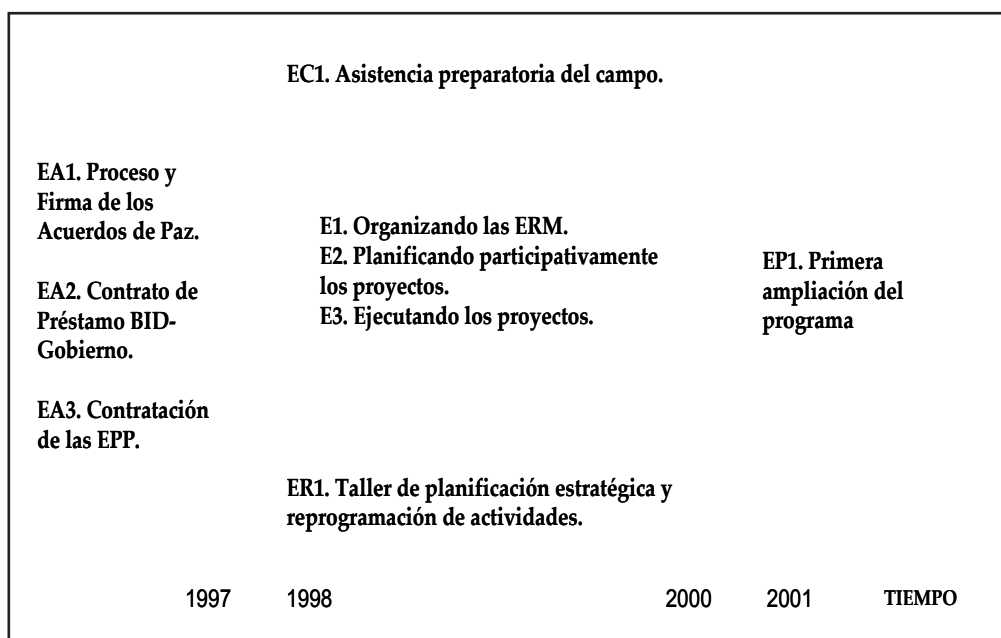 EC1. Asistencia preparatoria del campo.
EA1. Proceso y
Firma de los
Acuerdos de Paz.
EA2. Contrato de
Préstamo BID-
Gobierno.
EA3. Contratación
de las EPP.
E1. Organizando las ERM.
E2. Planificando participativamente
los proyectos.
E3. Ejecutando los proyectos.
EP1. Primera
ampliación del
programa
ER1. Taller de planificación estratégica y
reprogramación de actividades.
1997 1998 2000 2001 TIEMPO